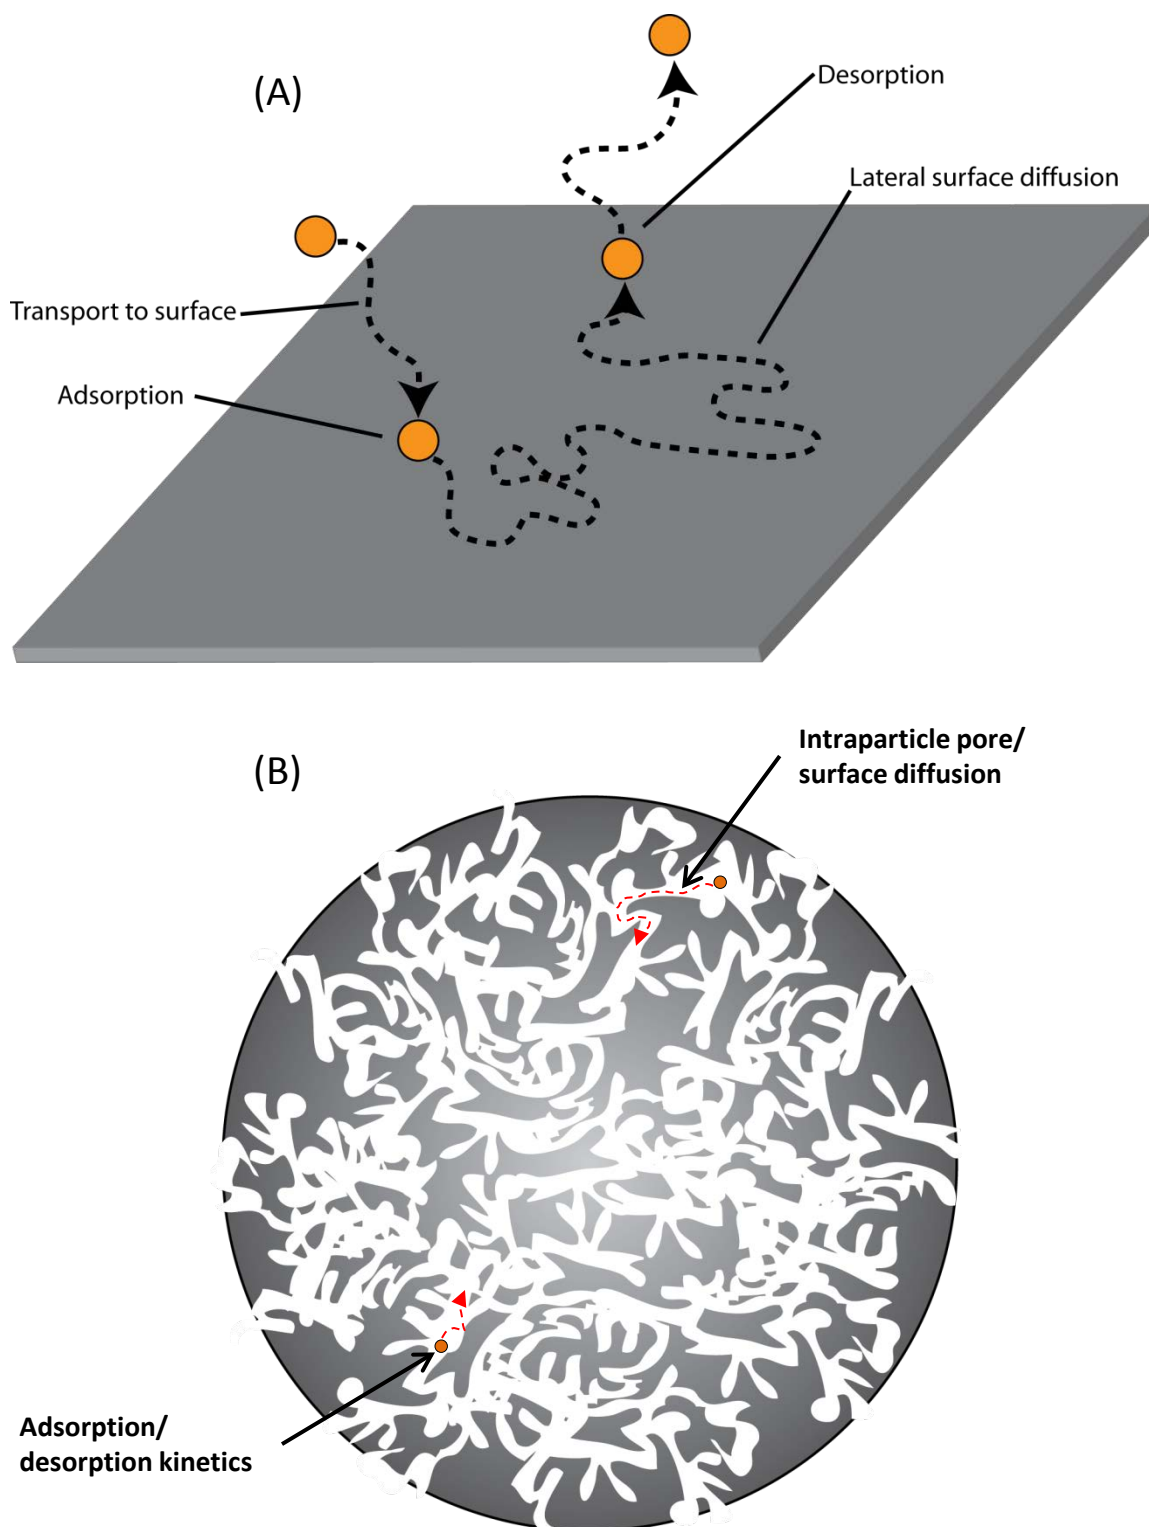 (A)
Desorption
Lateral surface diffusion
Transport to surface
Adsorption
(B)
Intraparticle pore/
surface diffusion
Adsorption/
desorption kinetics